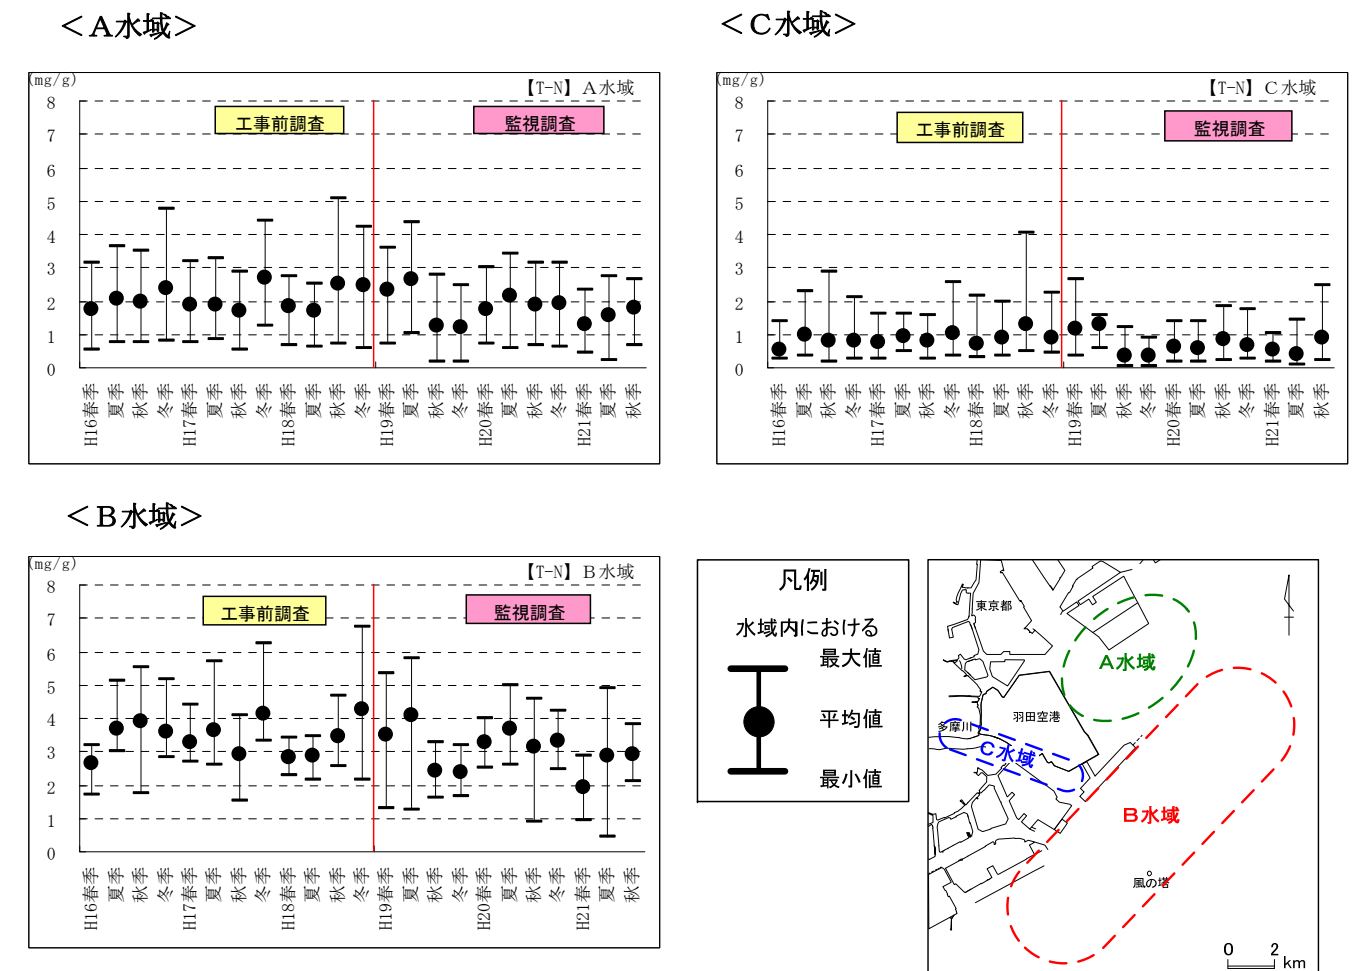 ＜A水域＞
(mg/g)
【T-N】A水域
工事前調査
監視調査
8
7
6
5
4
3
2
1
0
H16春季
夏季
秋季
冬季
H17春季
夏季
秋季
冬季
H18春季
夏季
秋季
冬季
H19春季
夏季
秋季
冬季
H20春季
夏季
秋季
冬季
H21春季
夏季
秋季
＜C水域＞
(mg/g)
【T-N】C水域
工事前調査
監視調査
8
7
6
5
4
3
2
1
0
H16春季
夏季
秋季
冬季
H17春季
夏季
秋季
冬季
H18春季
夏季
秋季
冬季
H19春季
夏季
秋季
冬季
H20春季
夏季
秋季
冬季
H21春季
夏季
秋季
＜B水域＞
(mg/g)
【T-N】B水域
工事前調査
監視調査
8
7
6
5
4
3
2
1
0
H16春季
夏季
秋季
冬季
H17春季
夏季
秋季
冬季
H18春季
夏季
秋季
冬季
H19春季
夏季
秋季
冬季
H20春季
夏季
秋季
冬季
H21春季
夏季
秋季
凡例
水域内における
最大値
平均値
最小値
東京都
A水域
羽田空港
多摩川
C水域
B水域
風の塔
0 2
km